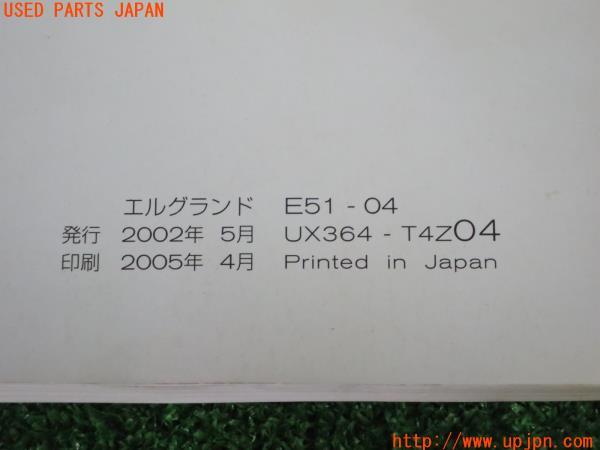 USED PARTS JAPAN
エルグランド E51 - 04
発行 2002年 5月 UX364 - T4Z04
印刷 2005年 4月 Printed in Japan
http://www.upjpn.com/